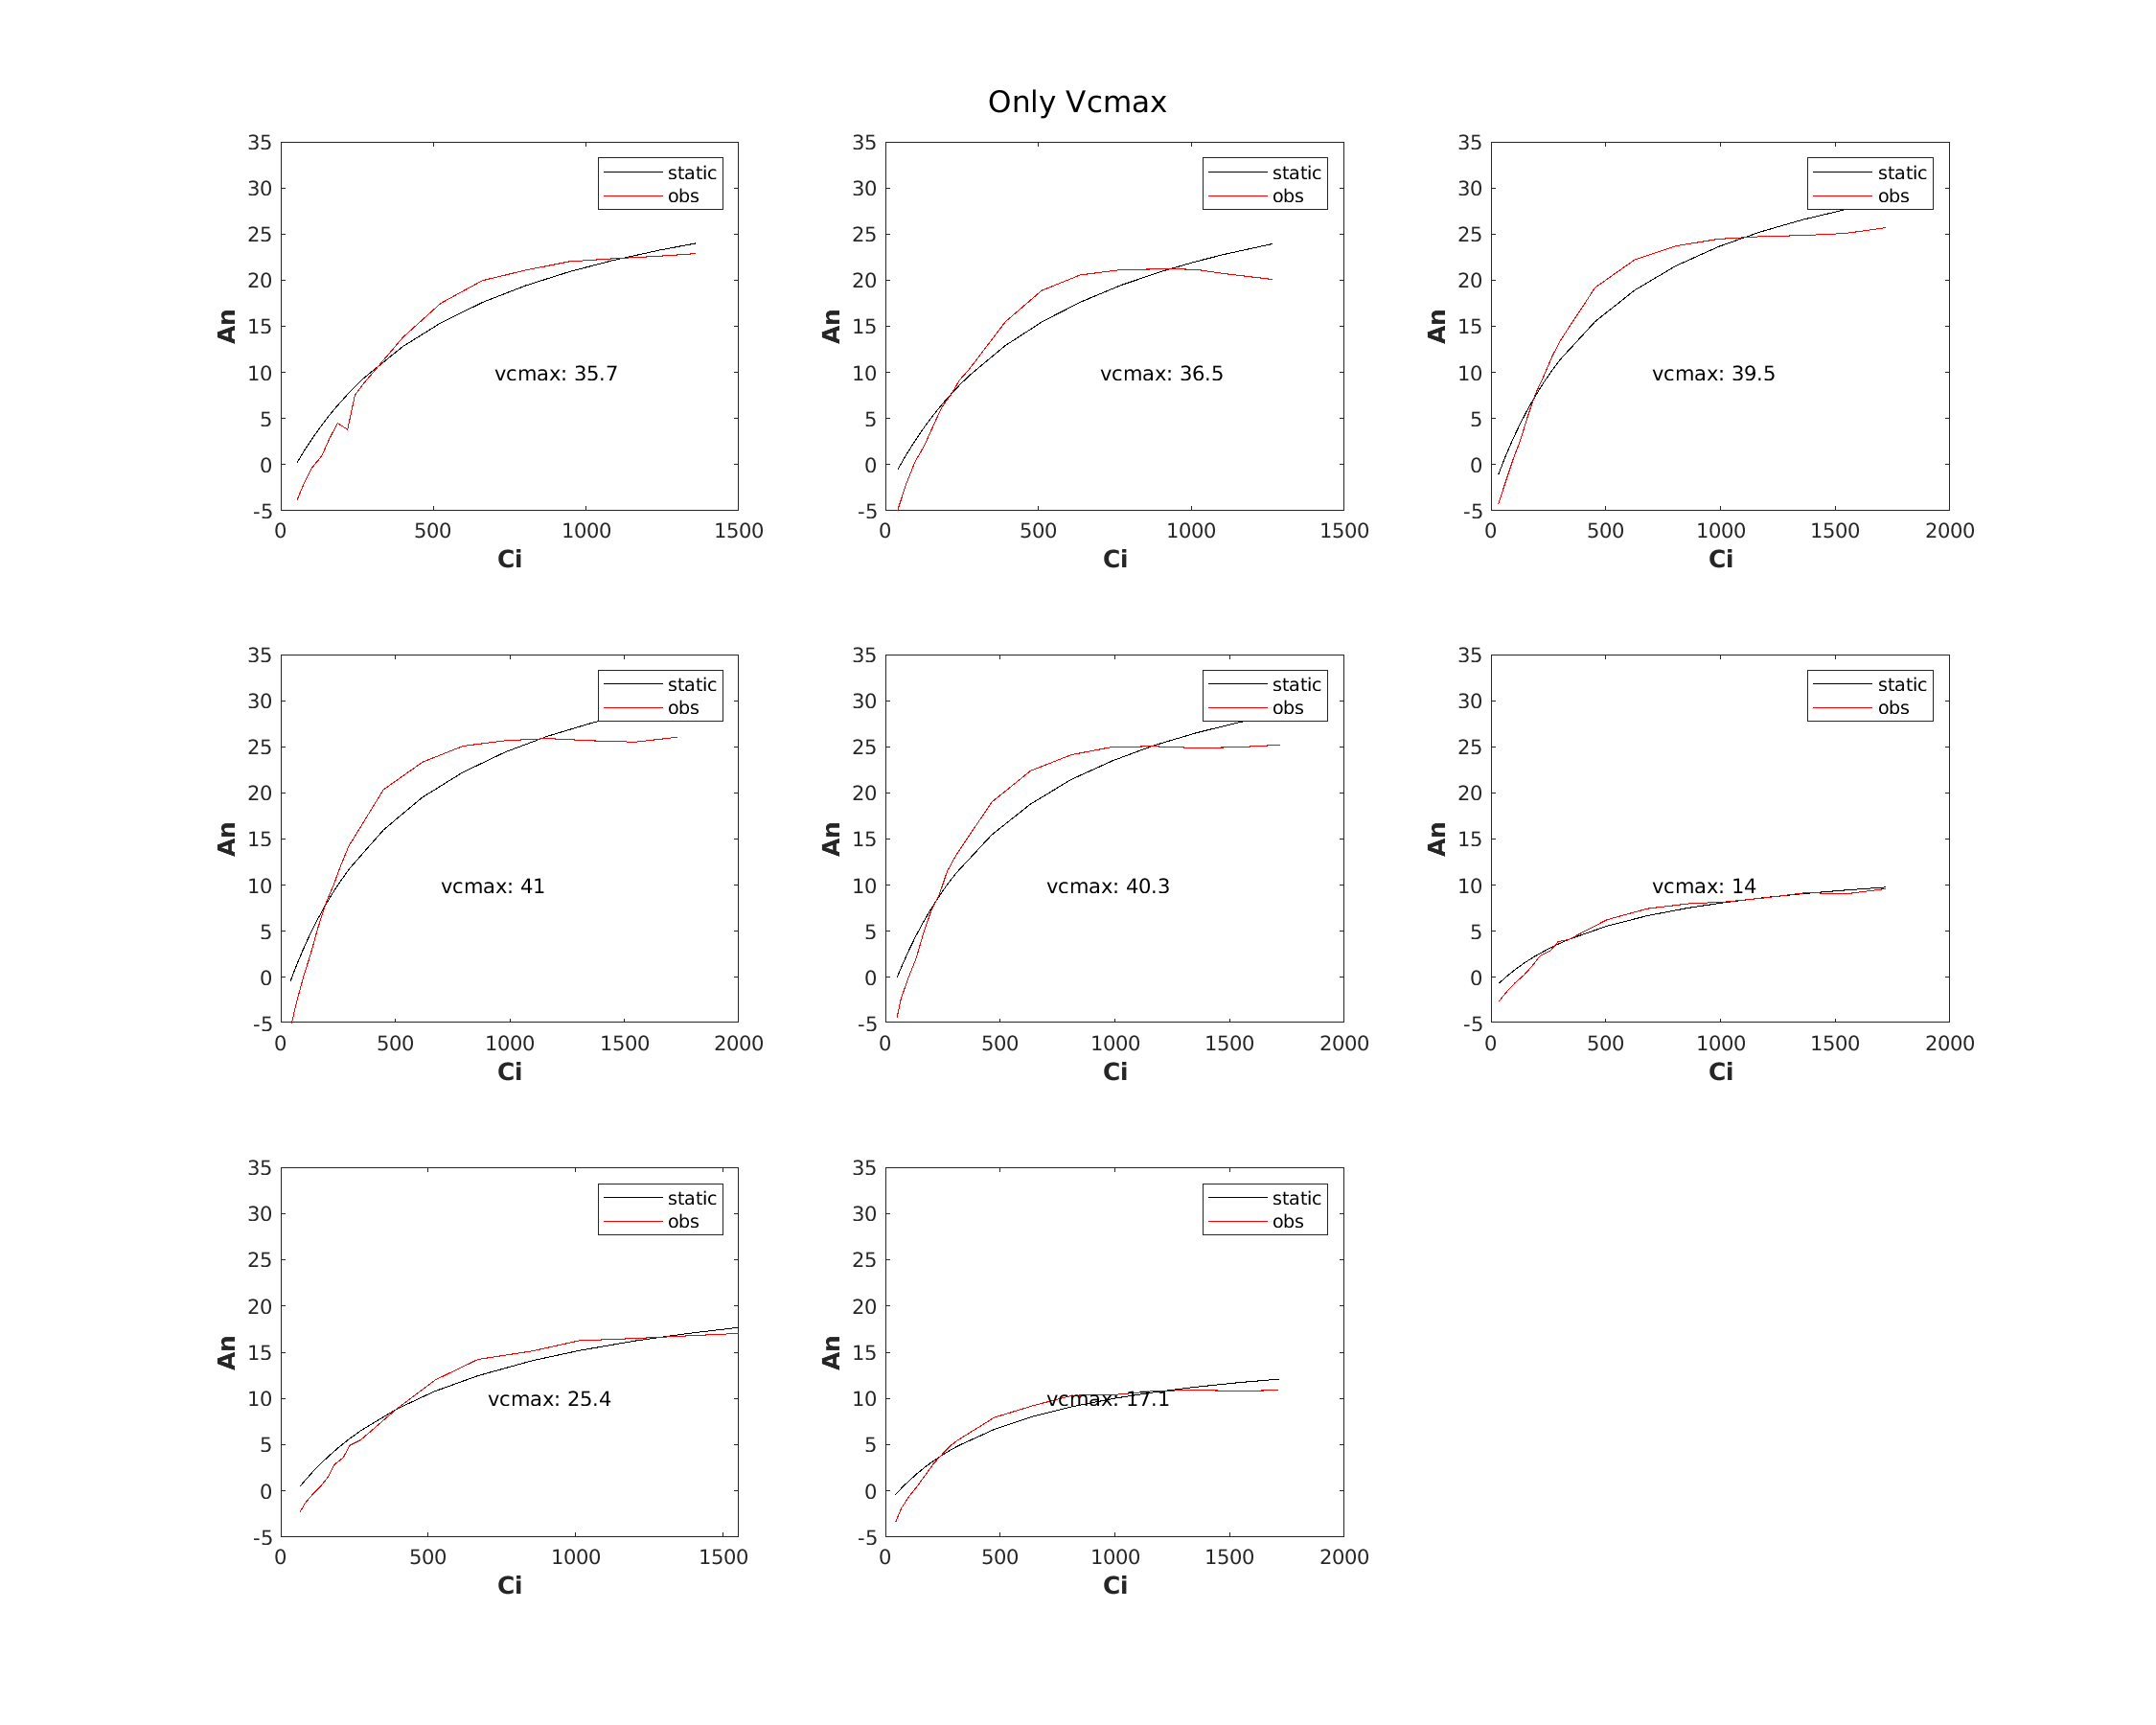 Only Vcmax
35
30
25
20
15
10
5
0
-5
An
static
obs
vcmax: 35.7
0 500 1000 1500
Ci
35
30
25
20
15
10
5
0
-5
An
static
obs
vcmax: 36.5
0 500 1000 1500
Ci
35
30
25
20
15
10
5
0
-5
An
static
obs
vcmax: 39.5
0 500 1000 1500 2000
Ci
35
30
25
20
15
10
5
0
-5
An
static
obs
vcmax: 41
0 500 1000 1500 2000
Ci
35
30
25
20
15
10
5
0
-5
An
static
obs
vcmax: 40.3
0 500 1000 1500 2000
Ci
35
30
25
20
15
10
5
0
-5
An
static
obs
vcmax: 14
0 500 1000 1500 2000
Ci
35
30
25
20
15
10
5
0
-5
An
static
obs
vcmax: 25.4
0 500 1000 1500
Ci
35
30
25
20
15
10
5
0
-5
An
static
obs
vcmax: 17.1
0 500 1000 1500 2000
Ci